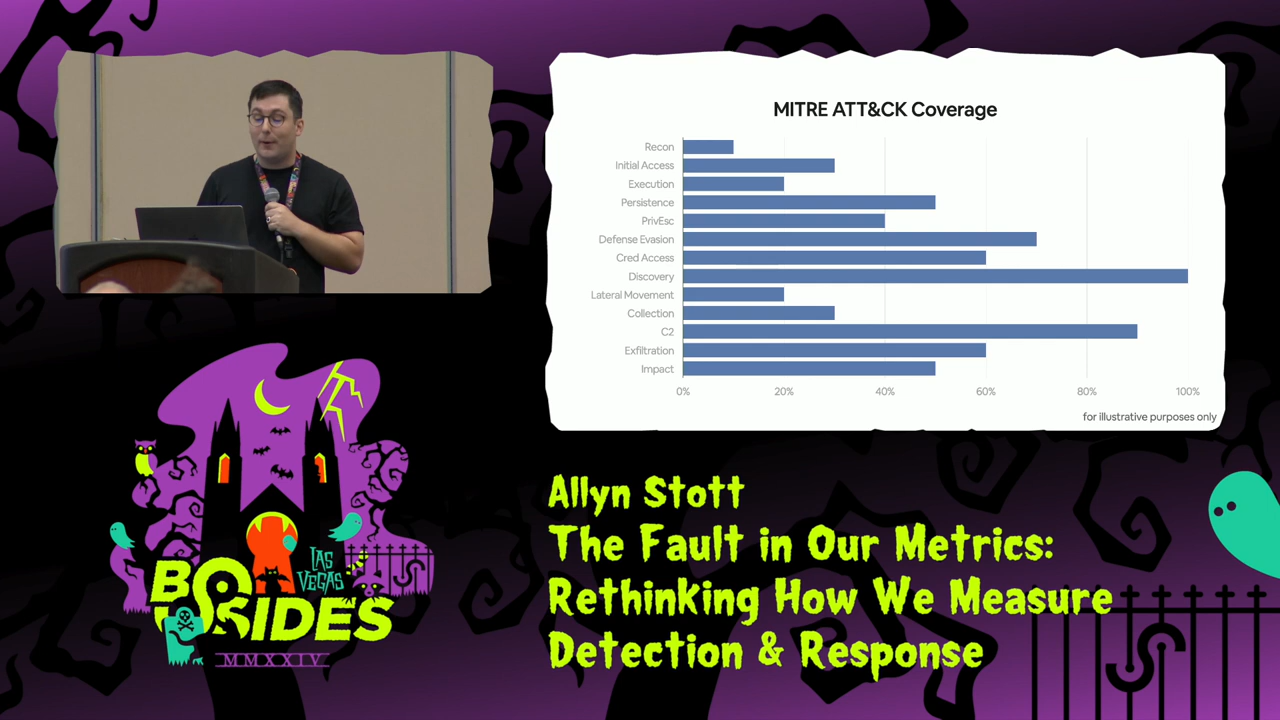 MITRE ATT&CK Coverage
Recon
Initial Access
Execution
Persistence
PrivEsc
Defense Evasion
Cred Access
Discovery
Lateral Movement
Collection
C2
Exfiltration
Impact
0% 20% 40% 60% 80% 100%
for illustrative purposes only
LAS
VEGAS
BSIDES
MMXXIV
Allyn Stott
The Fault in Our Metrics:
Rethinking How We Measure
Detection & Response